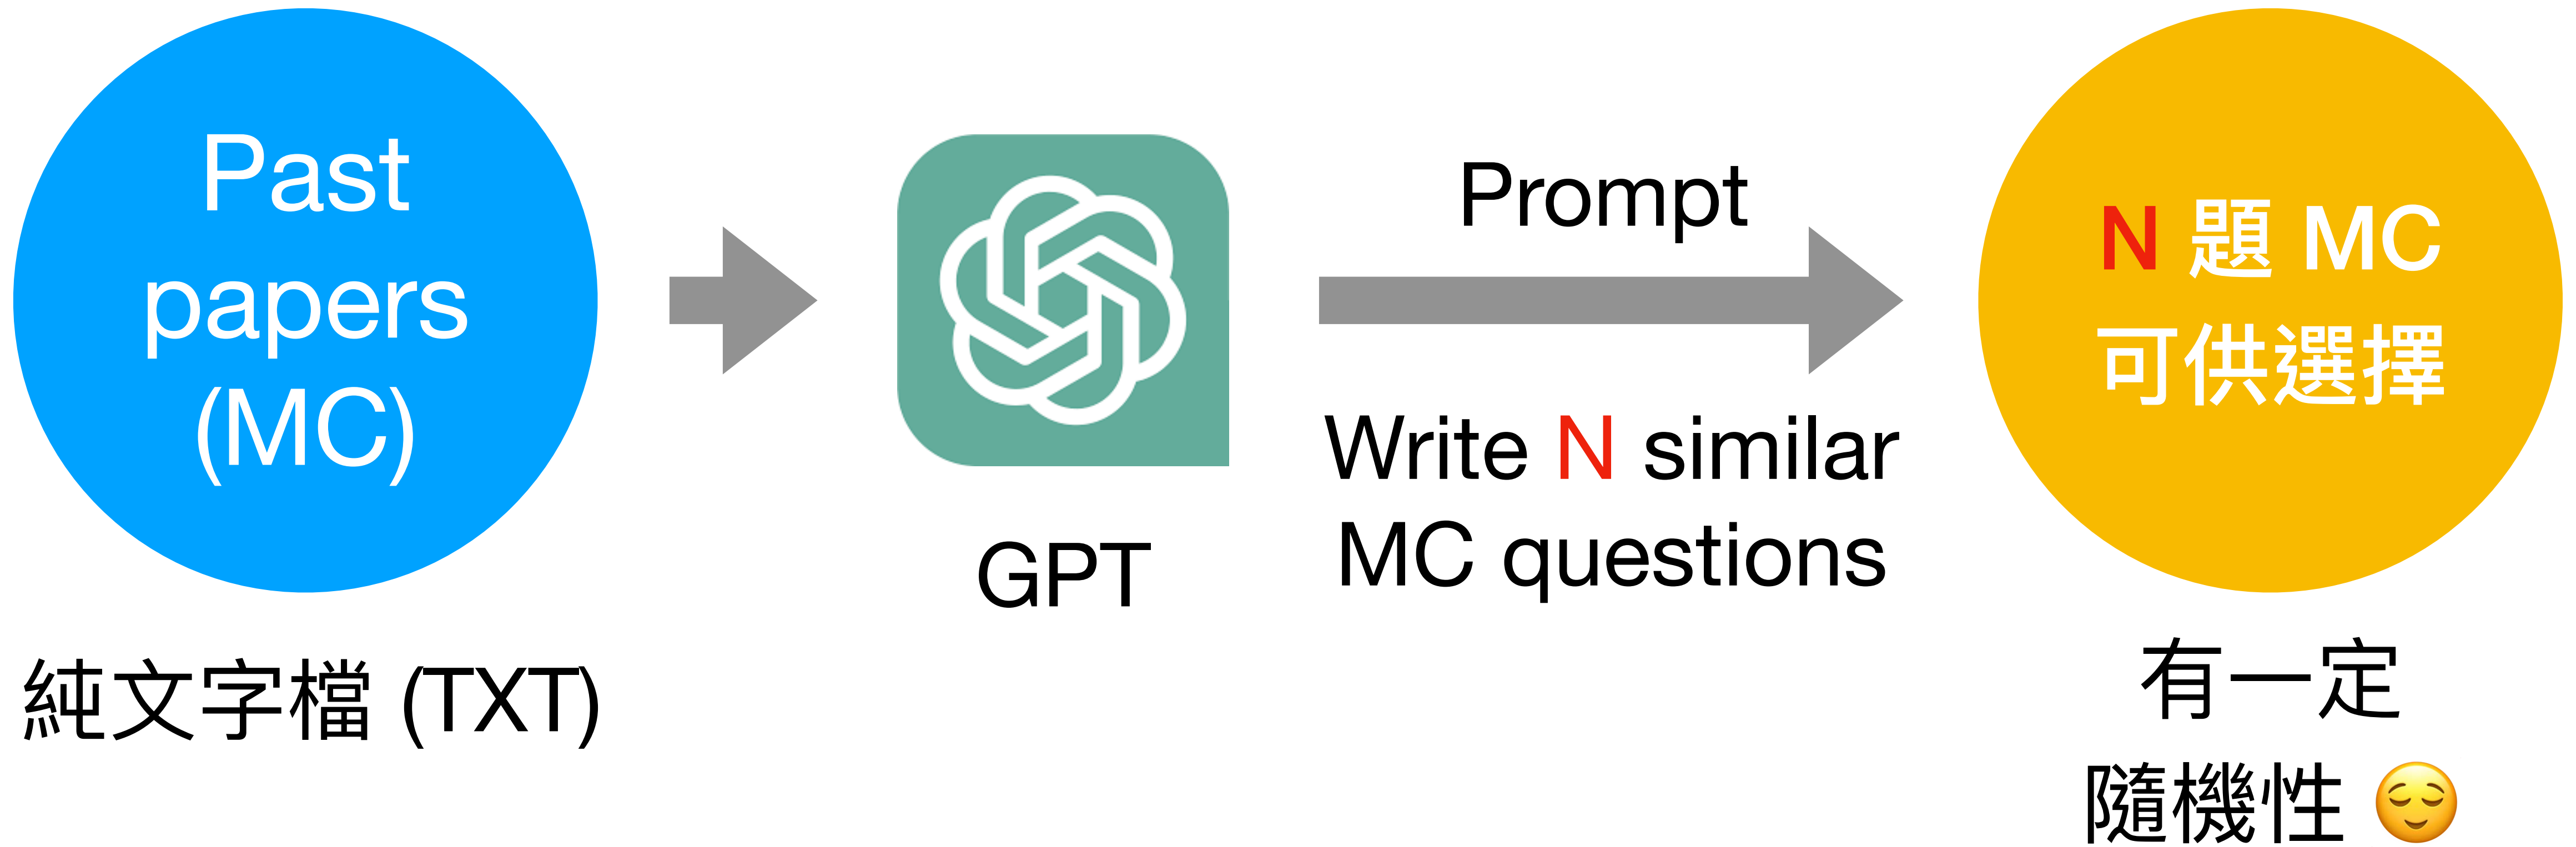 Past
papers
(MC)
純文字檔 (TXT)
GPT
Prompt
Write N similar
MC questions
N 題 MC
可供選擇
有一定
隨機性 😌